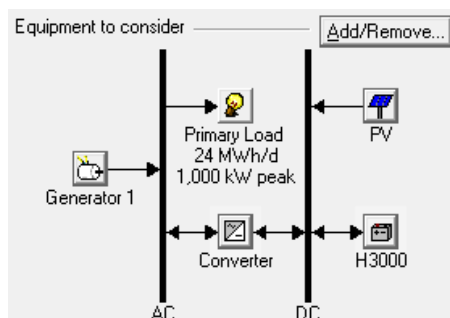 Equipment to consider
Add/Remove...
Primary Load
24 MWh/d
1,000 kW peak
PV
Generator 1
Converter
H3000
AC
DC